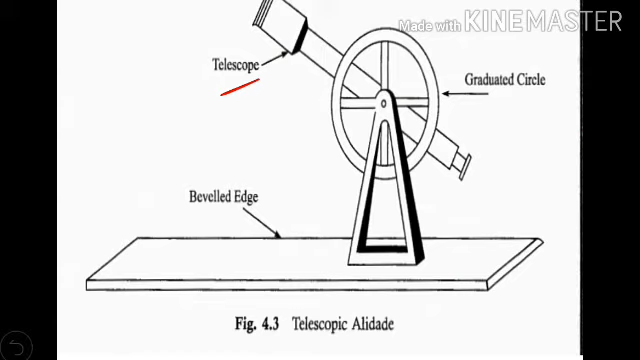 Made with KINEMASTER
Telescope
Graduated Circle
Bevelled Edge
Fig. 4.3 Telescopic Alidade